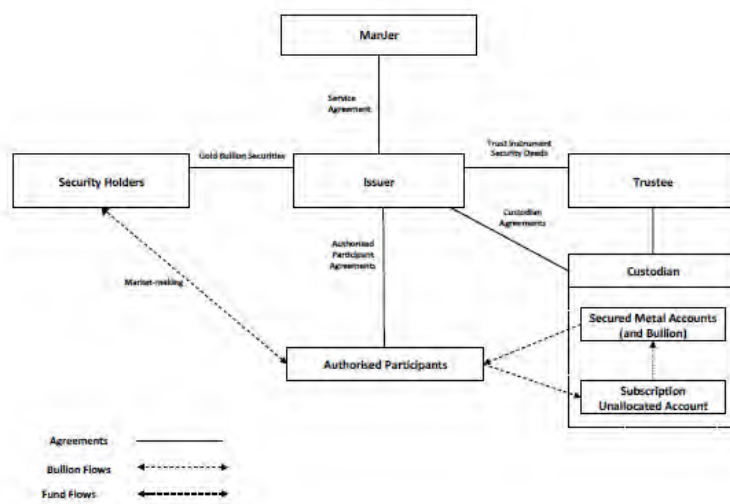 ManJer
Service
Agreement
Gold Bullion Securities
Trust Instrument
Security Deeds
Security Holders
Issuer
Trustee
Custodian
Agreements
Authorised
Participant
Agreements
Custodian
Market-making
Secured Metal Accounts
(and Bullion)
Authorised Participants
Subscription
Unallocated Account
Agreements
Bullion Flows
Fund Flows